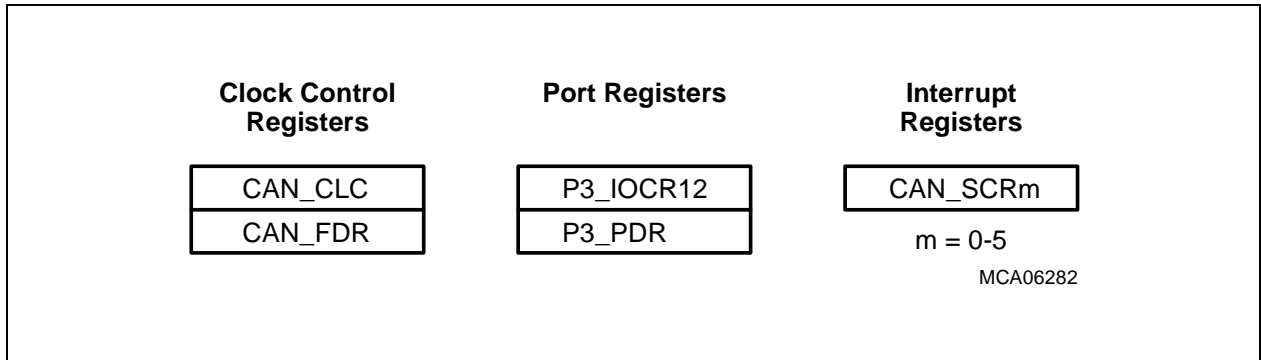 Clock Control
Registers
CAN_CLC
CAN_FDR
Port Registers
P3_IOCR12
P3_PDR
Interrupt
Registers
CAN_SCRm
m = 0-5
MCA06282